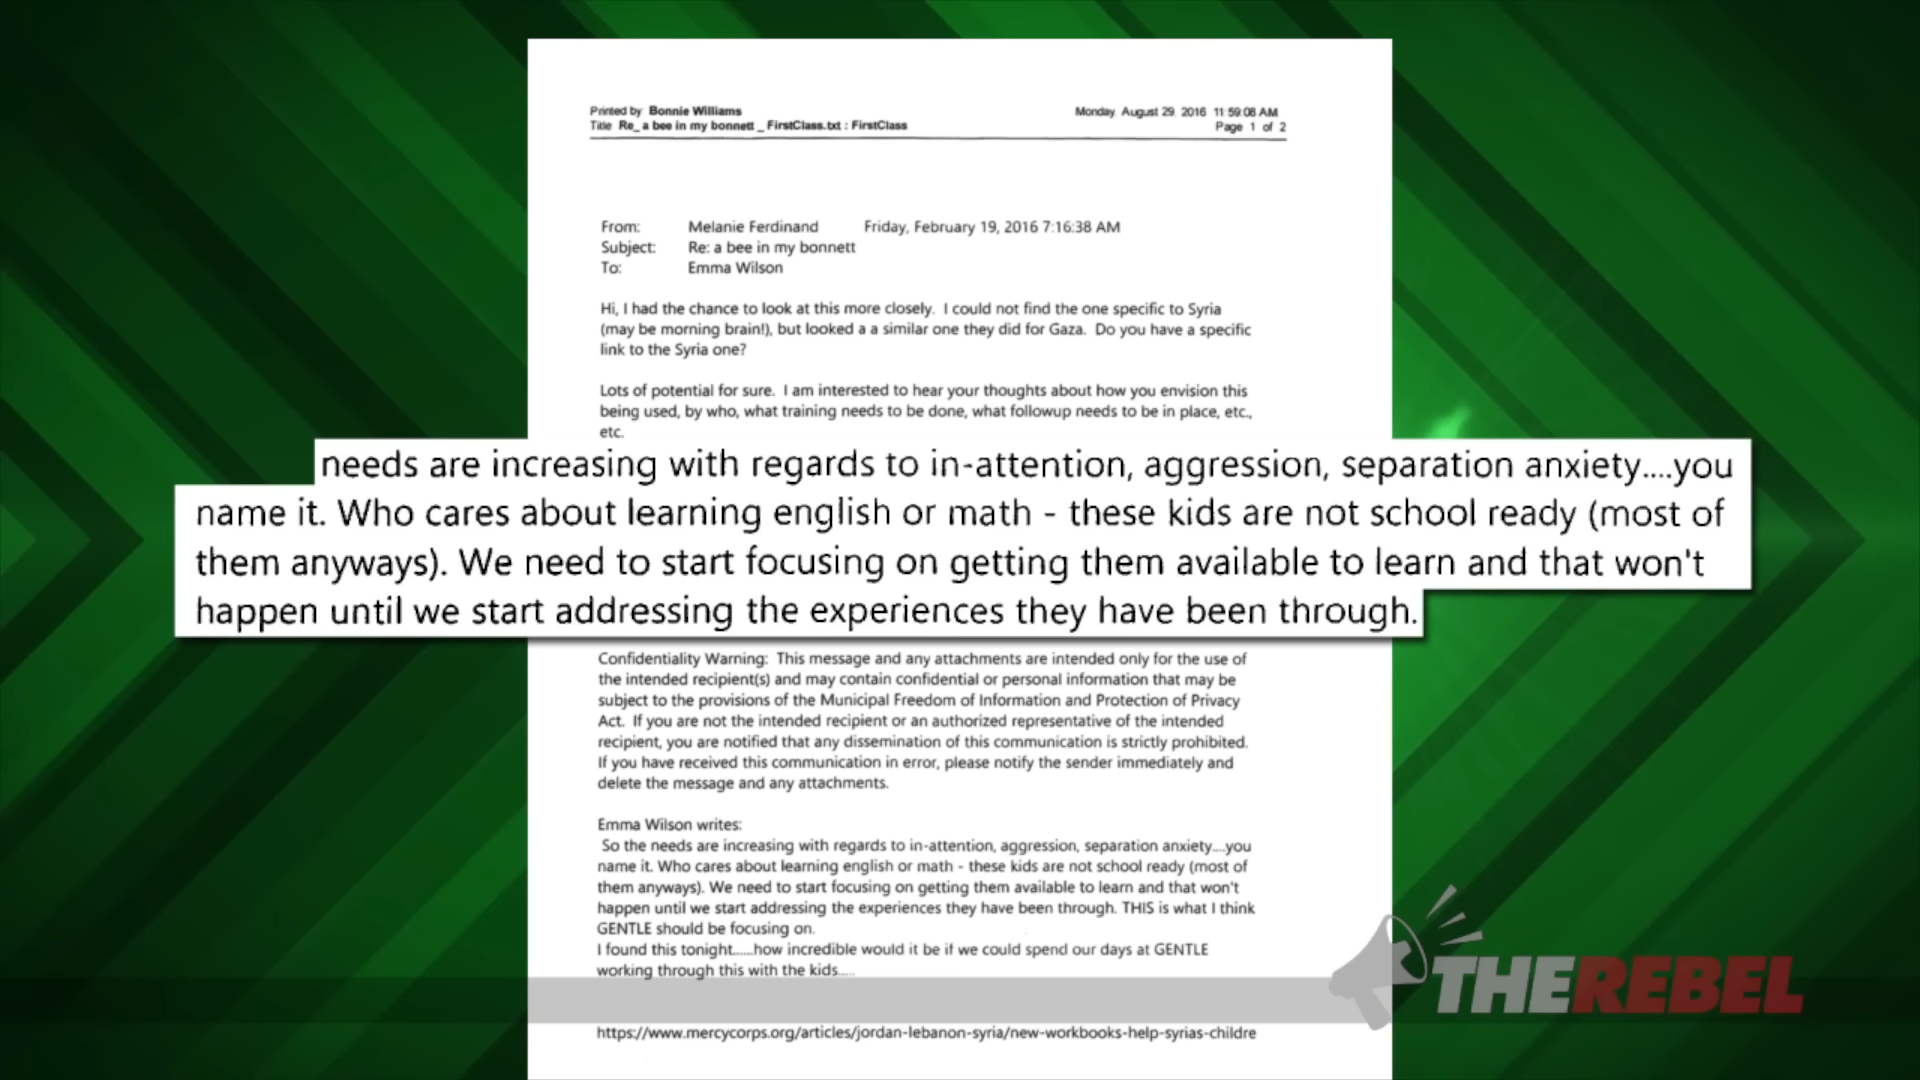 Printed by: Bonnie Williams
Title: Re_ a bee in my bonnett _ FirstClass.txt : FirstClass
Monday, August 29, 2016 11:59:08 AM
Page 1 of 2
From: Melanie Ferdinand Friday, February 19, 2016 7:16:38 AM
Subject: Re: a bee in my bonnett
To: Emma Wilson
Hi, I had the chance to look at this more closely. I could not find the one specific to Syria
(may be morning brain!), but looked a a similar one they did for Gaza. Do you have a specific
link to the Syria one?
Lots of potential for sure. I am interested to hear your thoughts about how you envision this
being used, by who, what training needs to be done, what followup needs to be in place, etc.,
etc.
needs are increasing with regards to in-attention, aggression, separation anxiety....you
name it. Who cares about learning english or math - these kids are not school ready (most of
them anyways). We need to start focusing on getting them available to learn and that won't
happen until we start addressing the experiences they have been through.
Confidentiality Warning: This message and any attachments are intended only for the use of
the intended recipient(s) and may contain confidential or personal information that may be
subject to the provisions of the Municipal Freedom of Information and Protection of Privacy
Act. If you are not the intended recipient or an authorized representative of the intended
recipient, you are notified that any dissemination of this communication is strictly prohibited.
If you have received this communication in error, please notify the sender immediately and
delete the message and any attachments.
Emma Wilson writes:
So the needs are increasing with regards to in-attention, aggression, separation anxiety....you
name it. Who cares about learning english or math - these kids are not school ready (most of
them anyways). We need to start focusing on getting them available to learn and that won't
happen until we start addressing the experiences they have been through. THIS is what I think
GENTLE should be focusing on.
I found this tonight......how incredible would it be if we could spend our days at GENTLE
working through this with the kids....
https://www.mercycorps.org/articles/jordan-lebanon-syria/new-workbooks-help-syrias-childre
THEREBEL